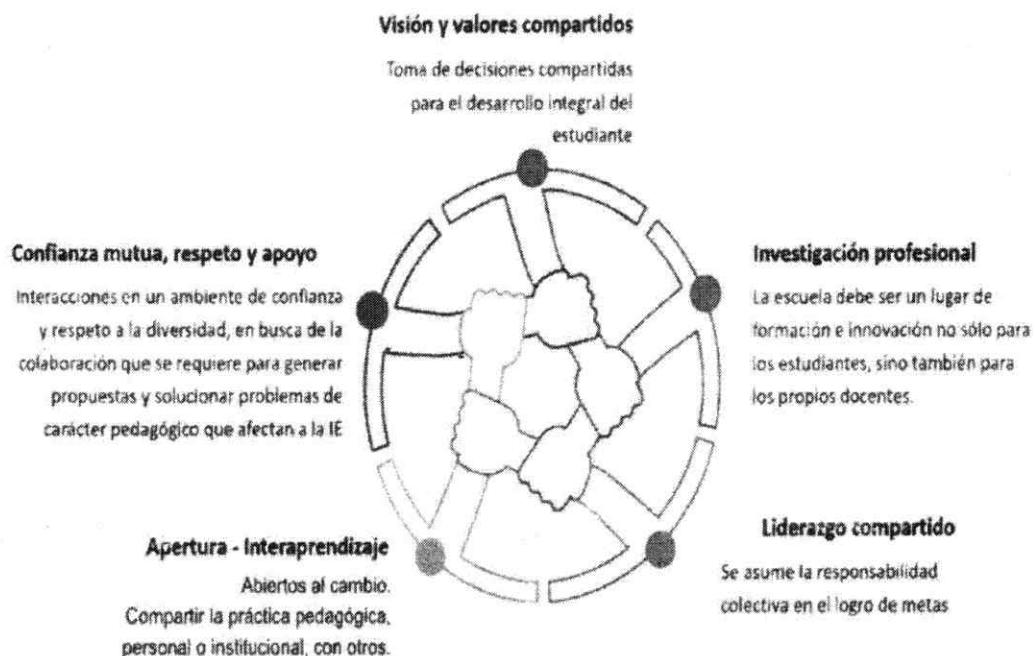 Visión y valores compartidos
Toma de decisiones compartidas
para el desarrollo integral del
estudiante
Confianza mutua, respeto y apoyo
Interacciones en un ambiente de confianza
y respeto a la diversidad, en busca de la
colaboración que se requiere para generar
propuestas y solucionar problemas de
carácter pedagógico que afectan a la IE
Investigación profesional
La escuela debe ser un lugar de
formación e innovación no sólo para
los estudiantes, sino también para
los propios docentes.
Apertura - Interaprendizaje
Abiertos al cambio.
Compartir la práctica pedagógica,
personal o institucional, con otros.
Liderazgo compartido
Se asume la responsabilidad
colectiva en el logro de metas